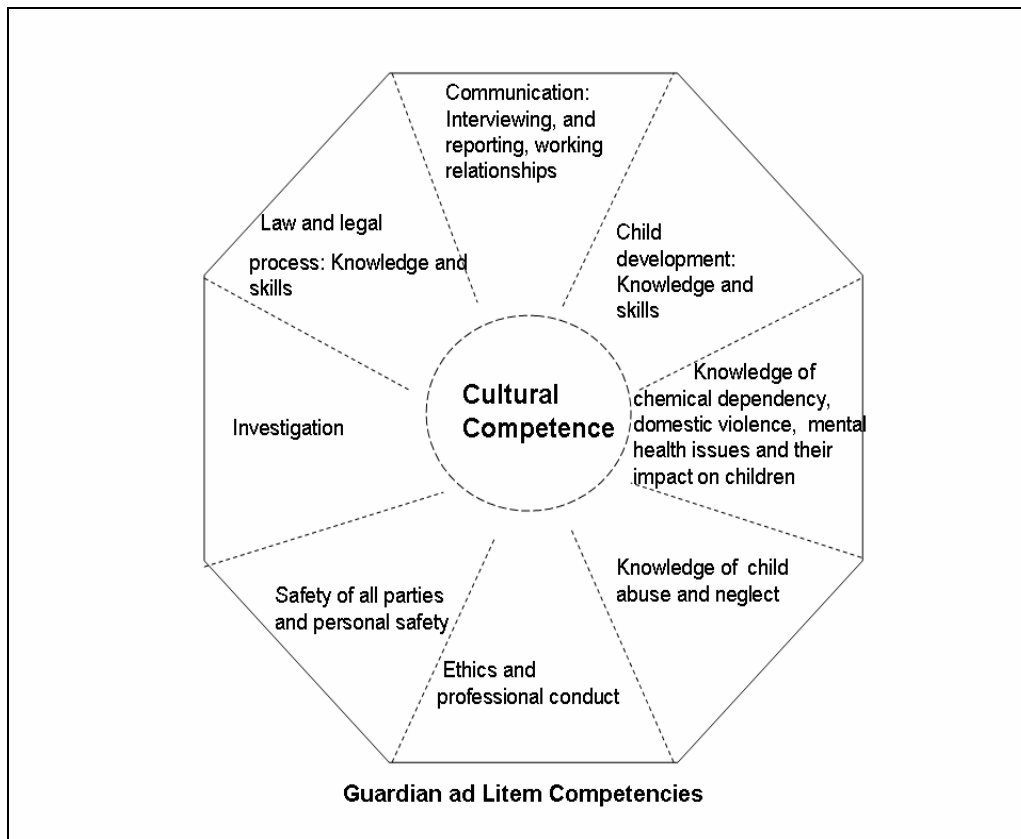 Communication:
Interviewing, and
reporting, working
relationships
Law and legal
process: Knowledge and
skills
Child
development:
Knowledge and
skills
Cultural
Competence
Knowledge of
chemical dependency,
domestic violence, mental
health issues and their
impact on children
Investigation
Knowledge of child
abuse and neglect
Safety of all parties
and personal safety
Ethics and
professional conduct
Guardian ad Litem Competencies